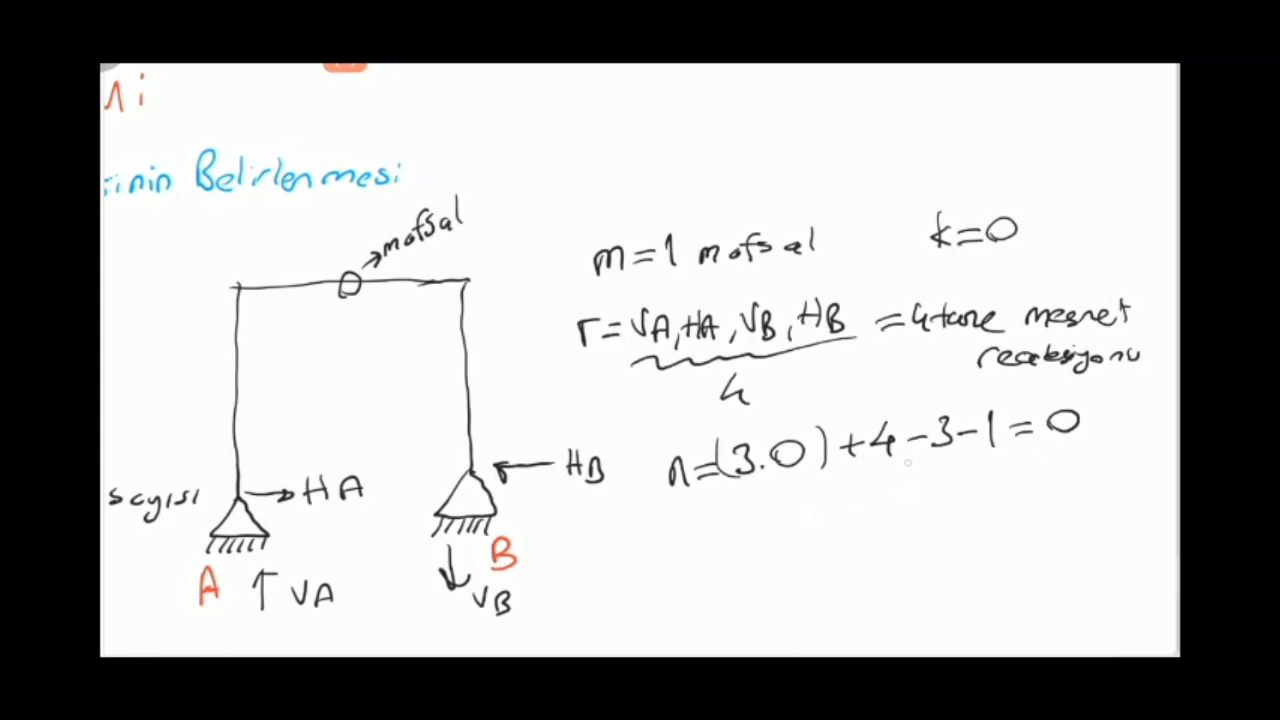 inin Belirlenmesi
mafsal
m=1 mafsal
k=0
r=VA,HA,VB,HB =4 tane mesnet
reaksiyonu
4
n=(3.0)+4-3-1=0
sayısı
HA
HB
A
VA
B
VB